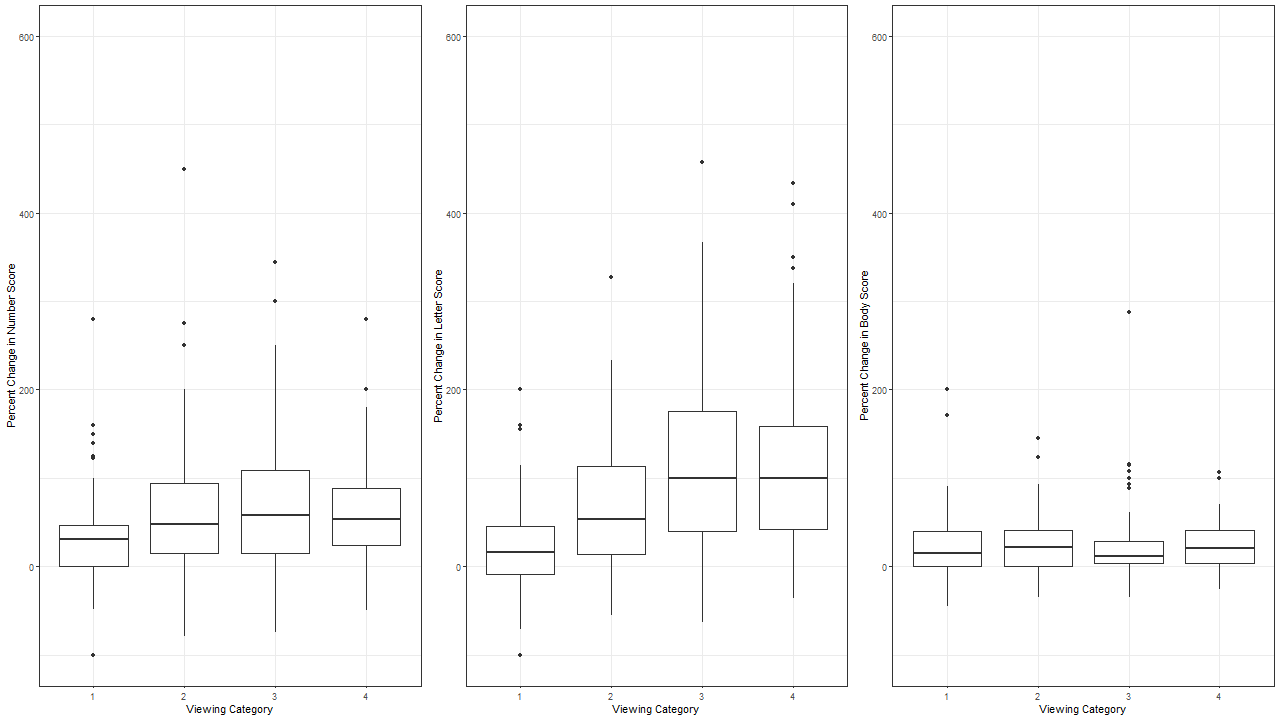 Percent Change in Number Score
600
400
200
0
1 2 3 4
Viewing Category
Percent Change in Letter Score
600
400
200
0
1 2 3 4
Viewing Category
Percent Change in Body Score
600
400
200
0
1 2 3 4
Viewing Category